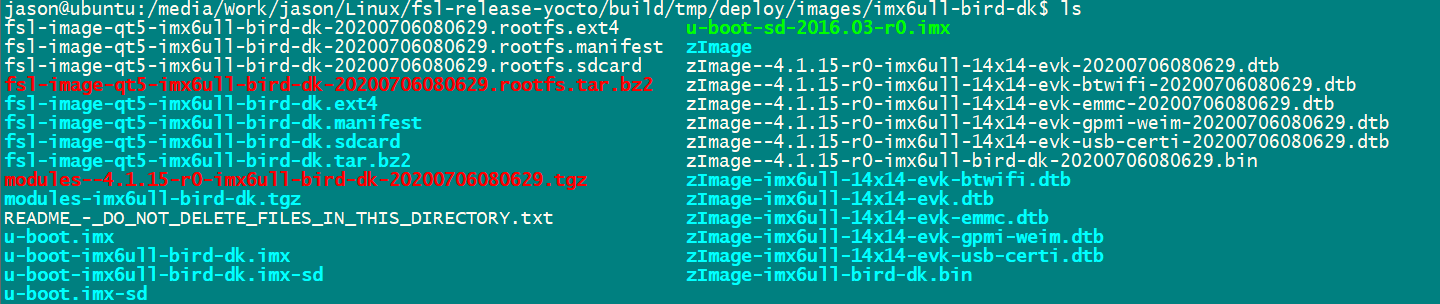 jason@ubuntu:/media/Work/jason/Linux/fsl-release-yocto/build/tmp/deploy/images/imx6ull-bird-dk$ ls
fsl-image-qt5-imx6ull-bird-dk-20200706080629.rootfs.ext4 u-boot-sd-2016.03-r0.imx
fsl-image-qt5-imx6ull-bird-dk-20200706080629.rootfs.manifest zImage
fsl-image-qt5-imx6ull-bird-dk-20200706080629.rootfs.sdcard zImage--4.1.15-r0-imx6ull-14x14-evk-20200706080629.dtb
fsl-image-qt5-imx6ull-bird-dk-20200706080629.rootfs.tar.bz2 zImage--4.1.15-r0-imx6ull-14x14-evk-btwifi-20200706080629.dtb
fsl-image-qt5-imx6ull-bird-dk.ext4 zImage--4.1.15-r0-imx6ull-14x14-evk-emmc-20200706080629.dtb
fsl-image-qt5-imx6ull-bird-dk.manifest zImage--4.1.15-r0-imx6ull-14x14-evk-gpmi-weim-20200706080629.dtb
fsl-image-qt5-imx6ull-bird-dk.sdcard zImage--4.1.15-r0-imx6ull-14x14-evk-usb-certi-20200706080629.dtb
fsl-image-qt5-imx6ull-bird-dk.tar.bz2 zImage--4.1.15-r0-imx6ull-bird-dk-20200706080629.bin
modules--4.1.15-r0-imx6ull-bird-dk-20200706080629.tgz zImage-imx6ull-14x14-evk-btwifi.dtb
modules-imx6ull-bird-dk.tgz zImage-imx6ull-14x14-evk.dtb
README_-_DO_NOT_DELETE_FILES_IN_THIS_DIRECTORY.txt zImage-imx6ull-14x14-evk-emmc.dtb
u-boot.imx zImage-imx6ull-14x14-evk-gpmi-weim.dtb
u-boot-imx6ull-bird-dk.imx zImage-imx6ull-14x14-evk-usb-certi.dtb
u-boot-imx6ull-bird-dk.imx-sd zImage-imx6ull-bird-dk.bin
u-boot.imx-sd